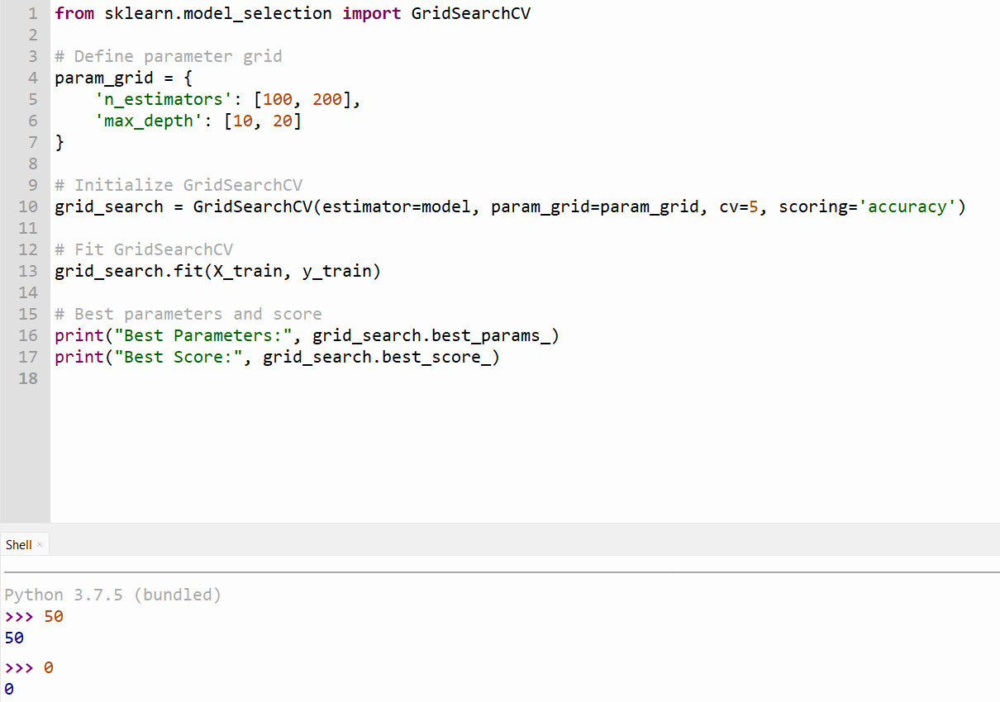 1 from sklearn.model_selection import GridSearchCV
2
3 # Define parameter grid
4 param_grid = {
5     'n_estimators': [100, 200],
6     'max_depth': [10, 20]
7 }
8
9 # Initialize GridSearchCV
10 grid_search = GridSearchCV(estimator=model, param_grid=param_grid, cv=5, scoring='accuracy')
11
12 # Fit GridSearchCV
13 grid_search.fit(X_train, y_train)
14
15 # Best parameters and score
16 print("Best Parameters:", grid_search.best_params_)
17 print("Best Score:", grid_search.best_score_)
18
Shell ×
Python 3.7.5 (bundled)
>>> 50
50
>>> 0
0